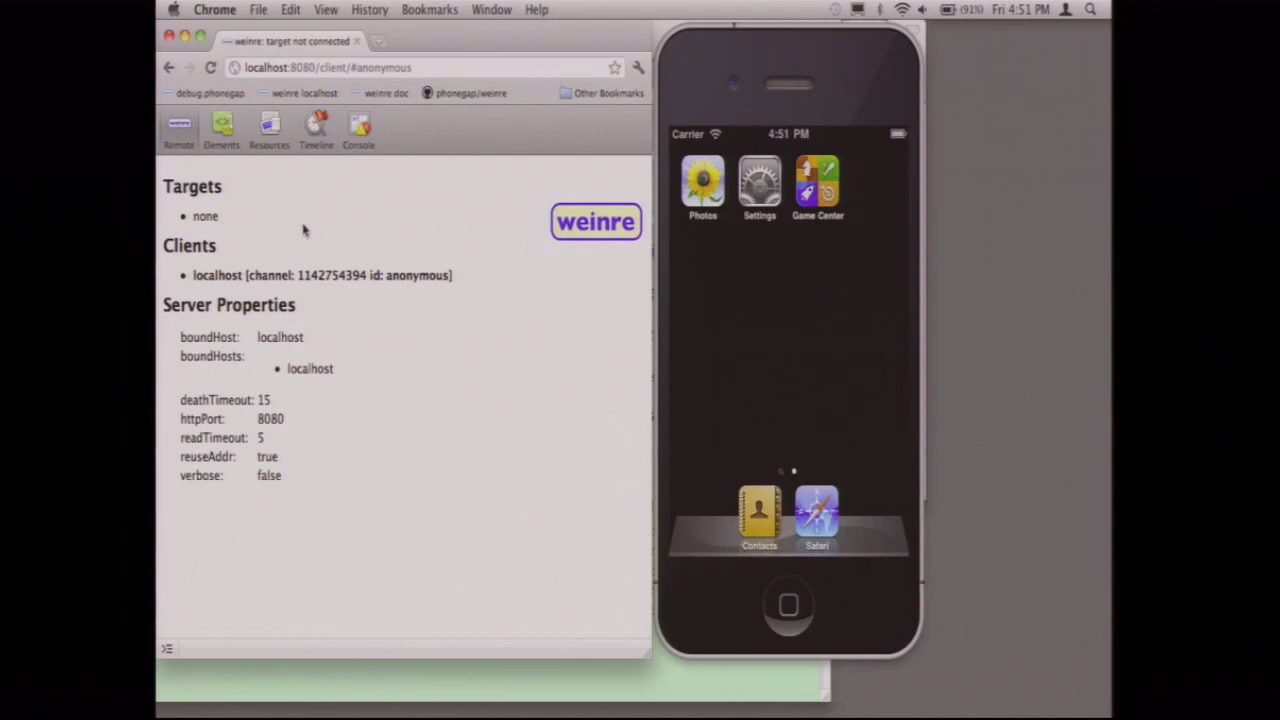 Chrome File Edit View History Bookmarks Window Help (91%) Fri 4:51 PM
weinre: target not connected
localhost:8080/client/#anonymous
debug.phonegap weinre localhost weinre doc phonegap/weinre Other Bookmarks
Remote Elements Resources Timeline Console
Targets
none
weinre
Clients
localhost [channel: 1142754394 id: anonymous]
Server Properties
boundHost: localhost
boundHosts:
localhost
deathTimeout: 15
httpPort: 8080
readTimeout: 5
reuseAddr: true
verbose: false
Carrier 4:51 PM
Photos Settings Game Center
Contacts Safari